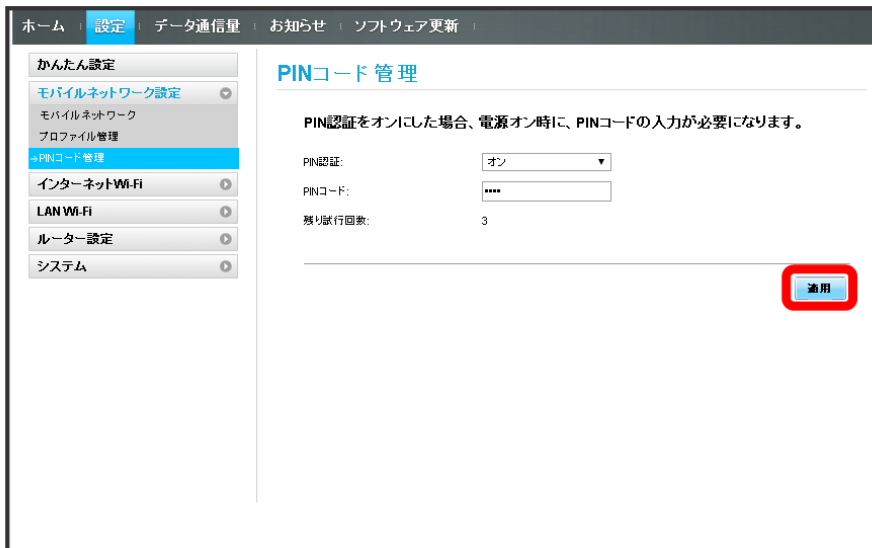 ホーム 設定 データ通信量 お知らせ ソフトウェア更新
かんたん設定
モバイルネットワーク設定
モバイルネットワーク
プロファイル管理
→PINコード管理
インターネットWi-Fi
LAN Wi-Fi
ルーター設定
システム
PINコード管理
PIN認証をオンにした場合、電源オン時に、PINコードの入力が必要になります。
PIN認証: オン ▼
PINコード: ••••
残り試行回数: 3
適用